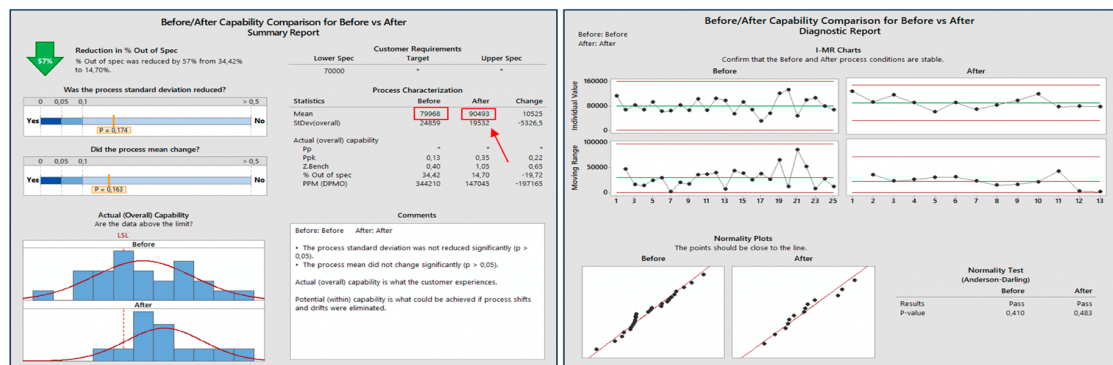 Before/After Capability Comparison for Before vs After
Summary Report
57%
Reduction in % Out of Spec
% Out of spec was reduced by 57% from 34,42%
to 14,70%.
Customer Requirements
Lower Spec Target Upper Spec
70000 * *
Was the process standard deviation reduced?
0 0,05 0,1 > 0,5
Yes No
P = 0,174
Did the process mean change?
0 0,05 0,1 > 0,5
Yes No
P = 0,163
Process Characterization
Statistics Before After Change
Mean 79968 90493 10525
StDev(overall) 24859 19532 -5326,5
Actual (overall) capability
Pp * * *
Ppk 0,13 0,35 0,22
Z.Bench 0,40 1,05 0,65
% Out of spec 34,42 14,70 -19,72
PPM (DPMO) 344210 147045 -197165
Actual (Overall) Capability
Are the data above the limit?
LSL
Before
After
Comments
Before: Before After: After
• The process standard deviation was not reduced significantly (p >
0,05).
• The process mean did not change significantly (p > 0,05).
Actual (overall) capability is what the customer experiences.
Potential (within) capability is what could be achieved if process shifts
and drifts were eliminated.
Before/After Capability Comparison for Before vs After
Diagnostic Report
Before: Before
After: After
I-MR Charts
Confirm that the Before and After process conditions are stable.
Before After
Individual Value
160000
80000
0
Moving Range
100000
50000
0
1 3 5 7 9 11 13 15 17 19 21 23 25
1 2 3 4 5 6 7 8 9 10 11 12 13
Normality Plots
The points should be close to the line.
Before After
Normality Test
(Anderson-Darling)
Before After
Results Pass Pass
P-value 0,410 0,483